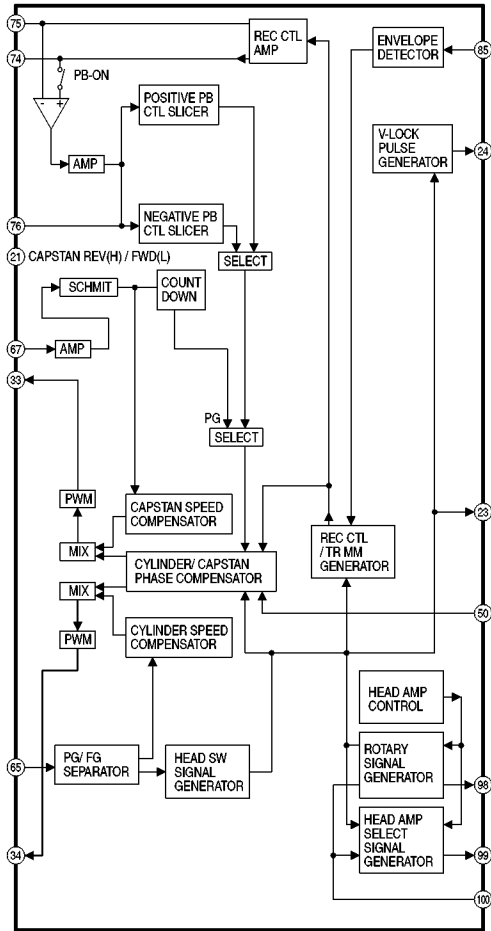 75
REC CTL
AMP
ENVELOPE
DETECTOR
85
74
PB-ON
- +
POSITIVE PB
CTL SLICER
V-LOCK
PULSE
GENERATOR
24
AMP
76
NEGATIVE PB
CTL SLICER
21 CAPSTAN REV(H) / FWD(L)
SELECT
SCHMIT
COUNT
DOWN
67
AMP
33
PG
SELECT
PWM
CAPSTAN SPEED
COMPENSATOR
23
REC CTL
/ TR MM
GENERATOR
MIX
CYLINDER/ CAPSTAN
PHASE COMPENSATOR
MIX
50
PWM
CYLINDER SPEED
COMPENSATOR
HEAD AMP
CONTROL
65
PG/ FG
SEPARATOR
HEAD SW
SIGNAL
GENERATOR
ROTARY
SIGNAL
GENERATOR
98
HEAD AMP
SELECT
SIGNAL
GENERATOR
34
99
100